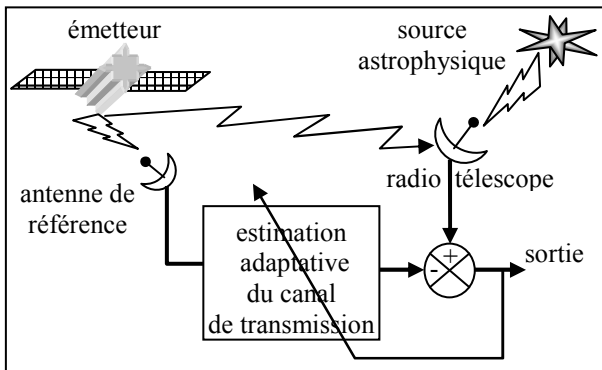 émetteur
source
astrophysique
antenne de
référence
radio télescope
estimation
adaptative
du canal
de transmission
+
-
sortie